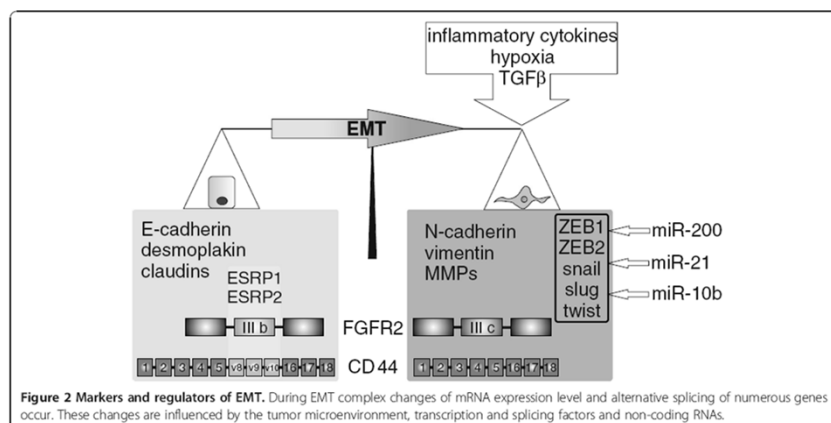 inflammatory cytokines
hypoxia
TGFβ
EMT
E-cadherin
desmoplakin
claudins
ESRP1
ESRP2
N-cadherin
vimentin
MMPs
ZEB1
ZEB2
snail
slug
twist
miR-200
miR-21
miR-10b
III b
FGFR2
III c
1 2 3 4 5 v8 v9 v10 16 17 18
CD44
1 2 3 4 5 16 17 18
Figure 2 Markers and regulators of EMT. During EMT complex changes of mRNA expression level and alternative splicing of numerous genes
occur. These changes are influenced by the tumor microenvironment, transcription and splicing factors and non-coding RNAs.